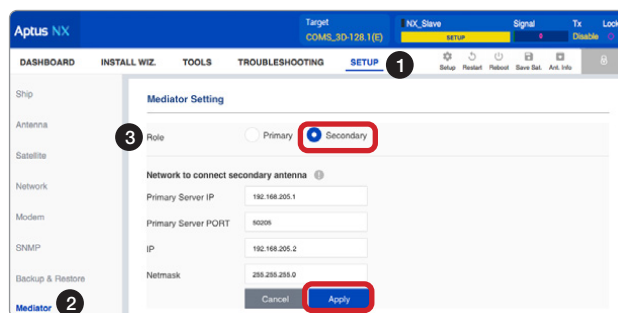 Aptus NX
Target
COMS_3D-128.1(E)
NX_Slave
SETUP
Signal
Tx
Disable
Lock
DASHBOARD
INSTALL WIZ.
TOOLS
TROUBLESHOOTING
SETUP
1
Setup
Restart
Reboot
Save Sat.
Ant. Info
Ship
Antenna
Satellite
Network
Modem
SNMP
Backup & Restore
Mediator
2
Mediator Setting
3
Role
Primary
Secondary
Network to connect secondary antenna
Primary Server IP
192.168.205.1
Primary Server PORT
50205
IP
192.168.205.2
Netmask
255.255.255.0
Cancel
Apply